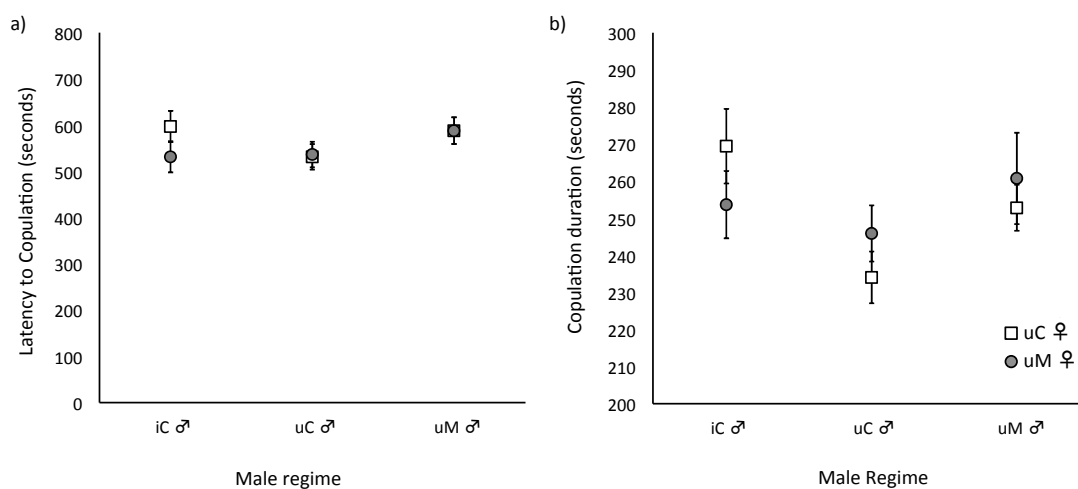 a)
Latency to Copulation (seconds)
800
700
600
500
400
300
200
100
0
iC ♂
uC ♂
uM ♂
Male regime
b)
Copulation duration (seconds)
300
290
280
270
260
250
240
230
220
210
200
iC ♂
uC ♂
uM ♂
Male Regime
uC ♀
uM ♀